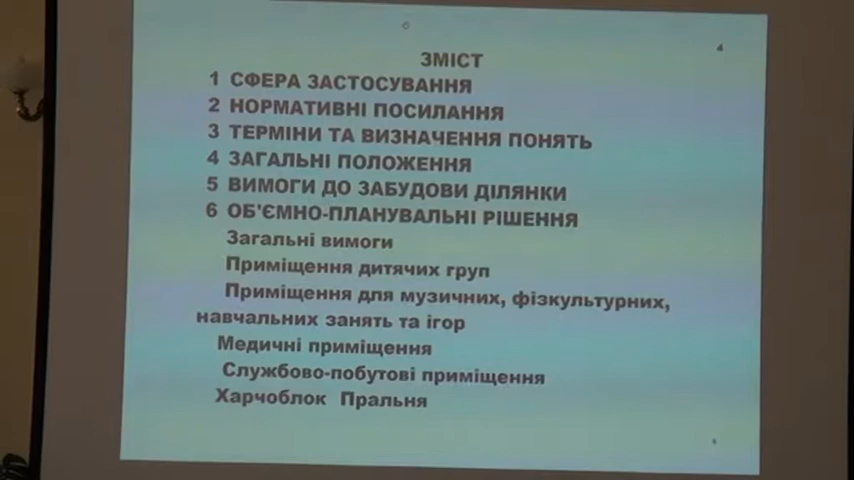 4
ЗМІСТ
1 СФЕРА ЗАСТОСУВАННЯ
2 НОРМАТИВНІ ПОСИЛАННЯ
3 ТЕРМІНИ ТА ВИЗНАЧЕННЯ ПОНЯТЬ
4 ЗАГАЛЬНІ ПОЛОЖЕННЯ
5 ВИМОГИ ДО ЗАБУДОВИ ДІЛЯНКИ
6 ОБ'ЄМНО-ПЛАНУВАЛЬНІ РІШЕННЯ
Загальні вимоги
Приміщення дитячих груп
Приміщення для музичних, фізкультурних,
навчальних занять та ігор
Медичні приміщення
Службово-побутові приміщення
Харчоблок Пральня